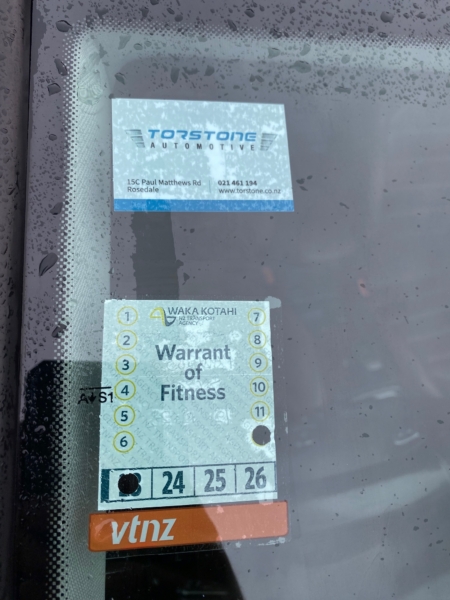 TORSTONE
AUTOMOTIVE
15C Paul Matthews Rd 021 461 194
Rosedale www.torstone.co.nz
WAKA KOTAHI
NZ TRANSPORT
AGENCY
1 7
2 8
3 9
4 10
5 11
6
Warrant
of
Fitness
A↓S1
24 25 26
vtnz